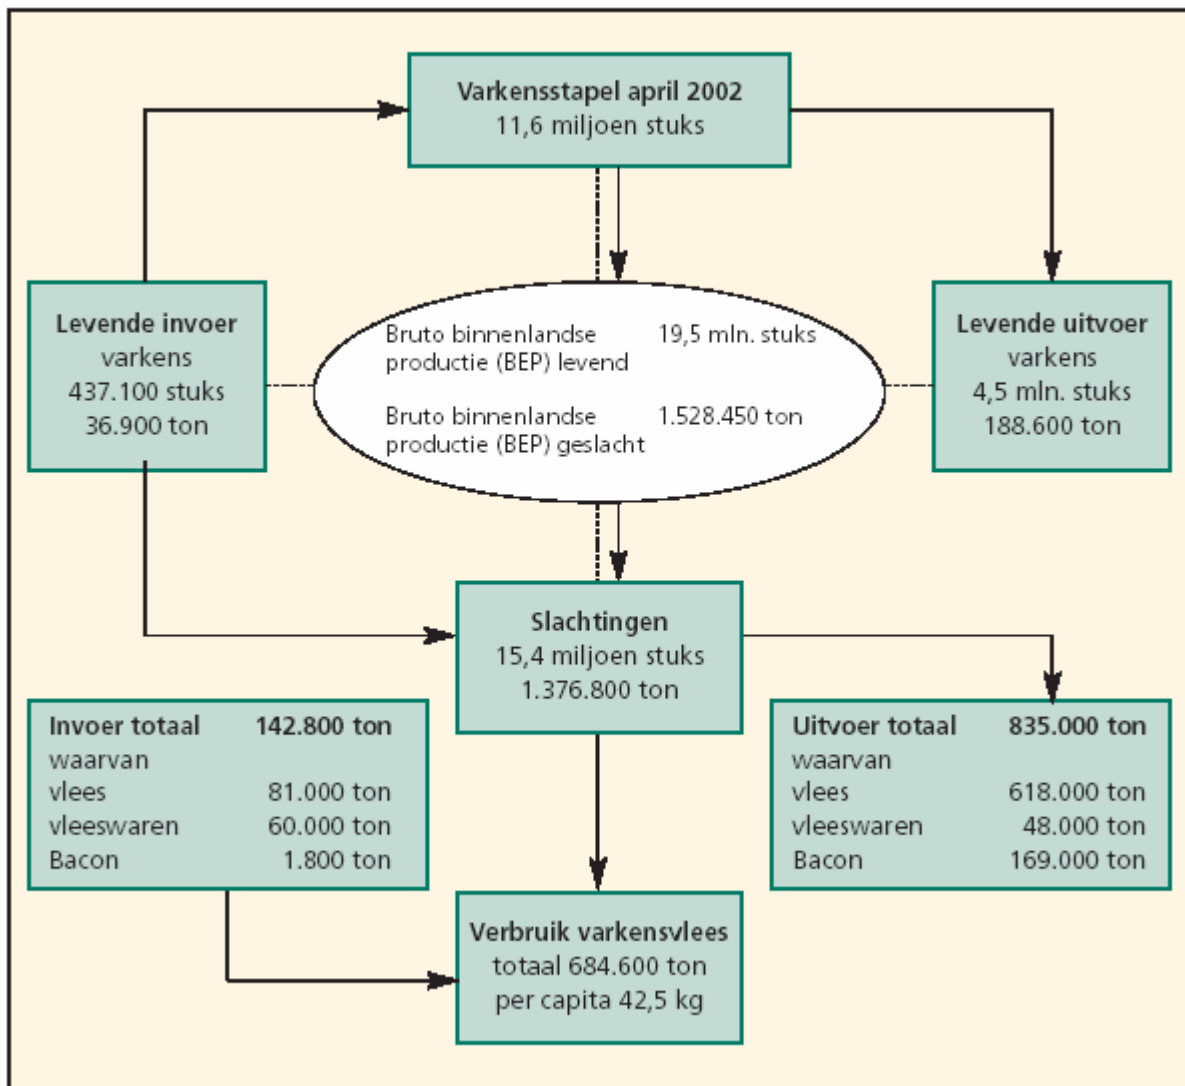 Varkensstapel april 2002
11,6 miljoen stuks
Levende invoer
varkens
437.100 stuks
36.900 ton
Bruto binnenlandse 19,5 mln. stuks
productie (BEP) levend
Bruto binnenlandse 1.528.450 ton
productie (BEP) geslacht
Levende uitvoer
varkens
4,5 mln. stuks
188.600 ton
Slachtingen
15,4 miljoen stuks
1.376.800 ton
Invoer totaal 142.800 ton
waarvan
vlees 81.000 ton
vleeswaren 60.000 ton
Bacon 1.800 ton
Uitvoer totaal 835.000 ton
waarvan
vlees 618.000 ton
vleeswaren 48.000 ton
Bacon 169.000 ton
Verbruik varkensvlees
totaal 684.600 ton
per capita 42,5 kg